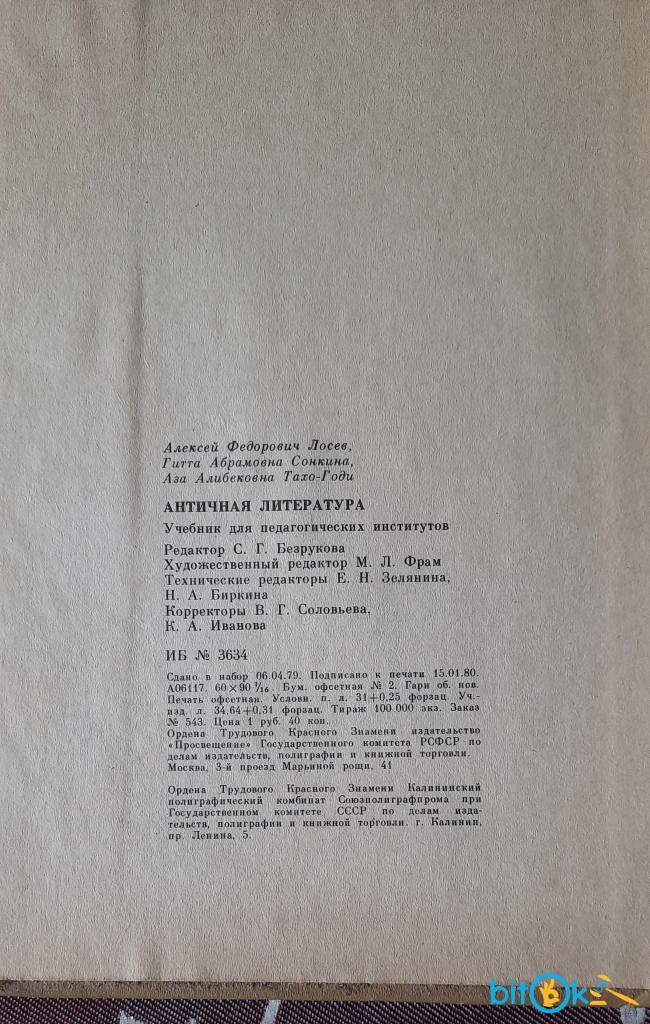 Алексей Федорович Лосев,
Гитта Абрамовна Сонкина,
Аза Алибековна Тахо-Годи
АНТИЧНАЯ ЛИТЕРАТУРА
Учебник для педагогических институтов
Редактор С. Г. Безрукова
Художественный редактор М. Л. Фрам
Технические редакторы Е. Н. Зелянина,
Н. А. Биркина
Корректоры В. Г. Соловьева,
К. А. Иванова
ИБ № 3634
Сдано в набор 06.04.79. Подписано к печати 15.01.80.
А06117. 60×90 1/16. Бум. офсетная № 2. Гарн об. нов.
Печать офсетная. Условн. п. л. 31+0,25 форзац. Уч.-
изд. л. 34,64+0,31 форзац. Тираж 100 000 экз. Заказ
№ 543. Цена 1 руб. 40 коп.
Ордена Трудового Красного Знамени издательство
«Просвещение» Государственного комитета РСФСР по
делам издательств, полиграфии и книжной торговли.
Москва, 3-й проезд Марьиной рощи, 41
Ордена Трудового Красного Знамени Калининский
полиграфический комбинат Союзполиграфпрома при
Государственном комитете СССР по делам изда-
тельств, полиграфии и книжной торговли. г. Калинин,
пр. Ленина, 5.
bitOk